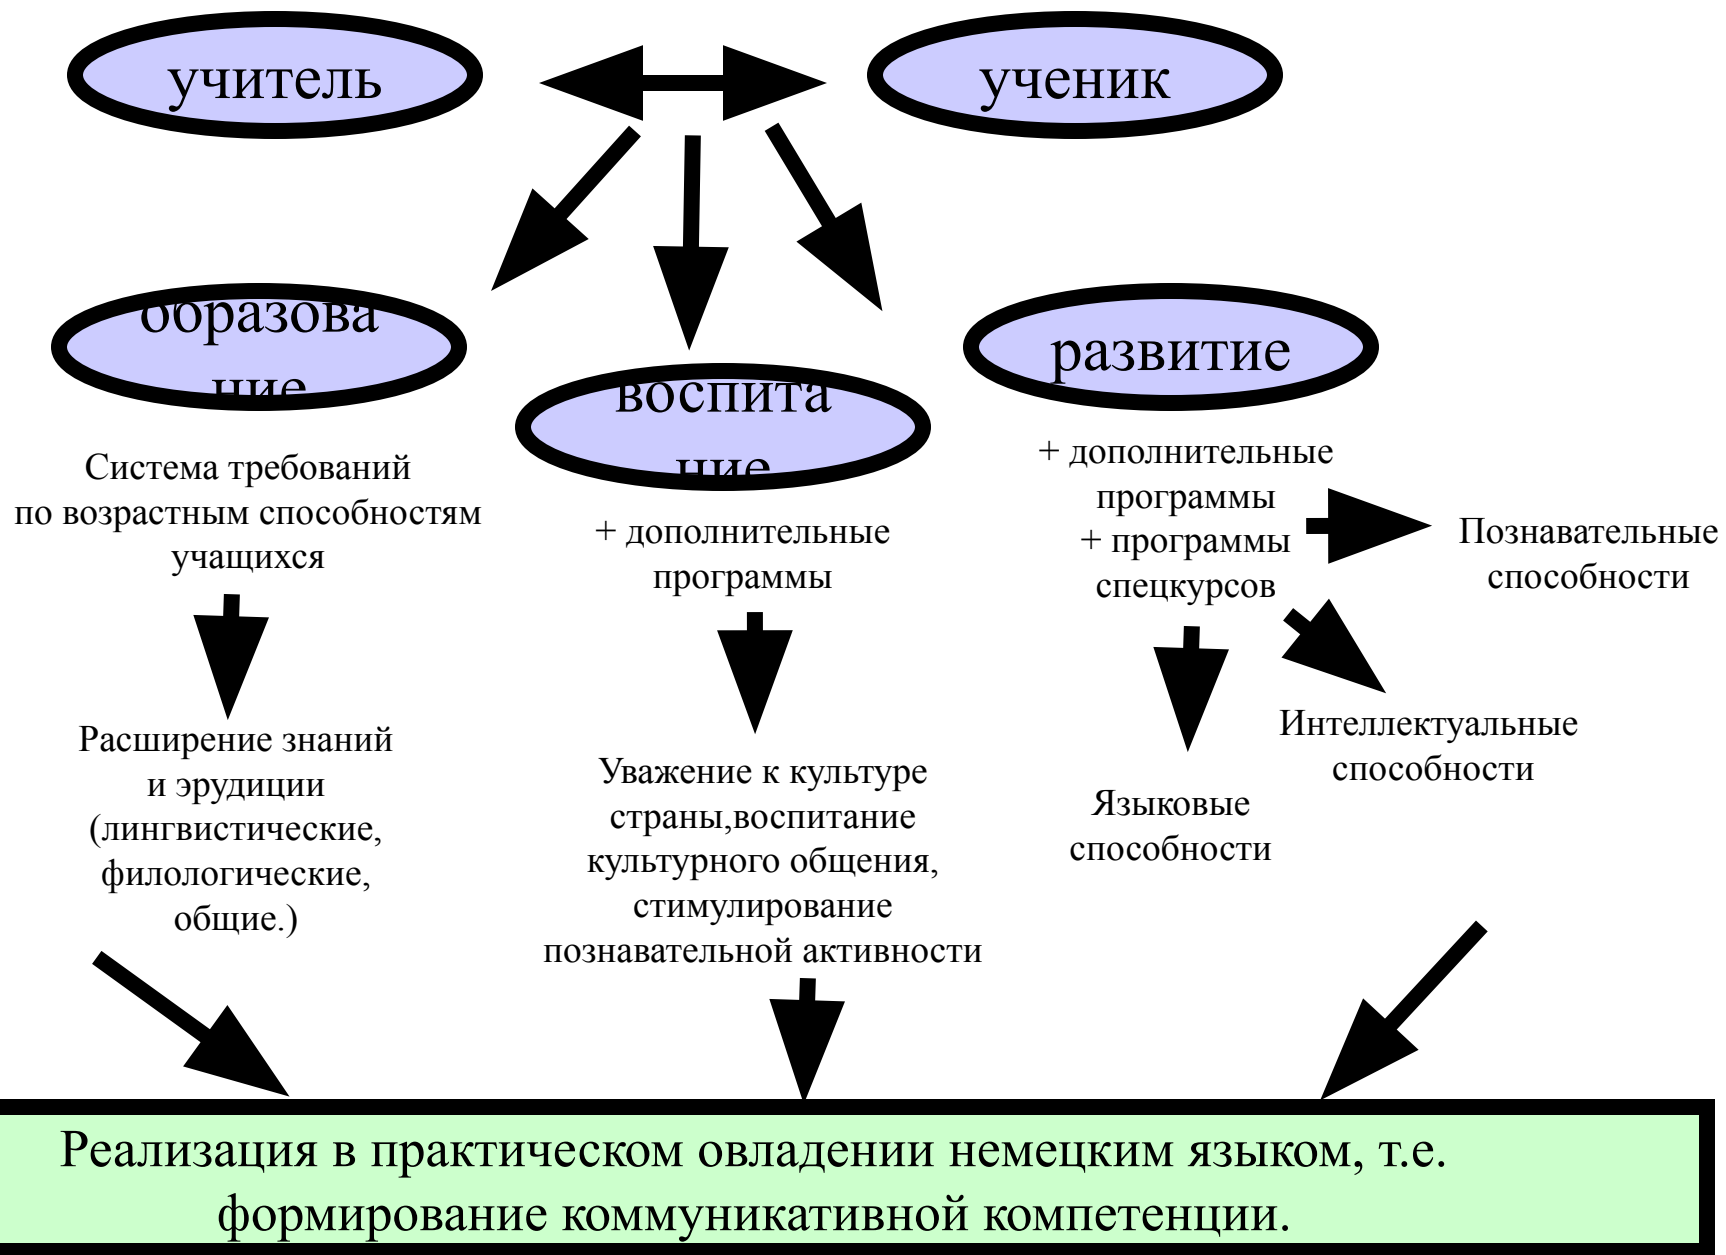 учитель
ученик
образова
ние
Система требований
по возрастным способностям
учащихся
Расширение знаний
и эрудиции
(лингвистические,
филологические,
общие.)
воспита
ние
+ дополнительные
программы
Уважение к культуре
страны,воспитание
культурного общения,
стимулирование
познавательной активности
развитие
+ дополнительные
программы
+ программы
спецкурсов
Познавательные
способности
Интеллектуальные
способности
Языковые
способности
Реализация в практическом овладении немецким языком, т.е.
формирование коммуникативной компетенции.